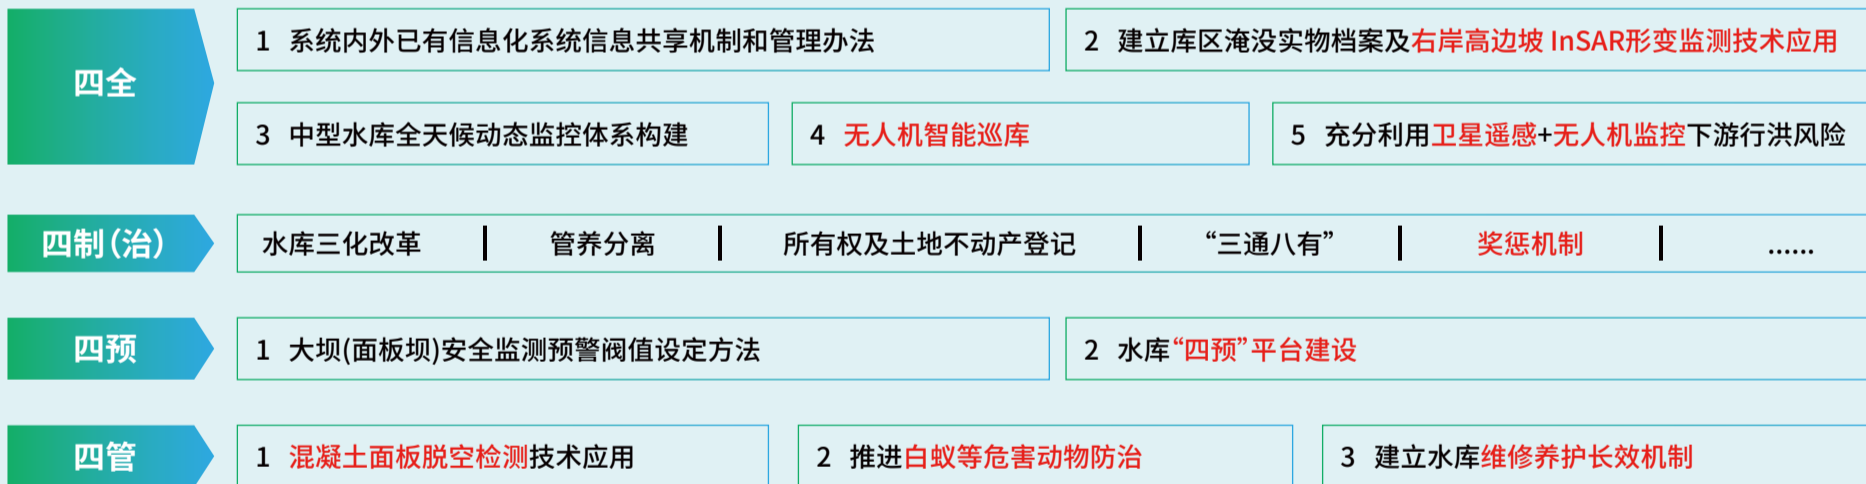 四全
1 系统内外已有信息化系统信息共享机制和管理办法
2 建立库区淹没实物档案及右岸高边坡 InSAR形变监测技术应用
3 中型水库全天候动态监控体系构建
4 无人机智能巡库
5 充分利用卫星遥感+无人机监控下游行洪风险
四制(治)
水库三化改革 | 管养分离 | 所有权及土地不动产登记 | “三通八有” | 奖惩机制 | ......
四预
1 大坝(面板坝)安全监测预警阀值设定方法
2 水库“四预”平台建设
四管
1 混凝土面板脱空检测技术应用
2 推进白蚁等危害动物防治
3 建立水库维修养护长效机制